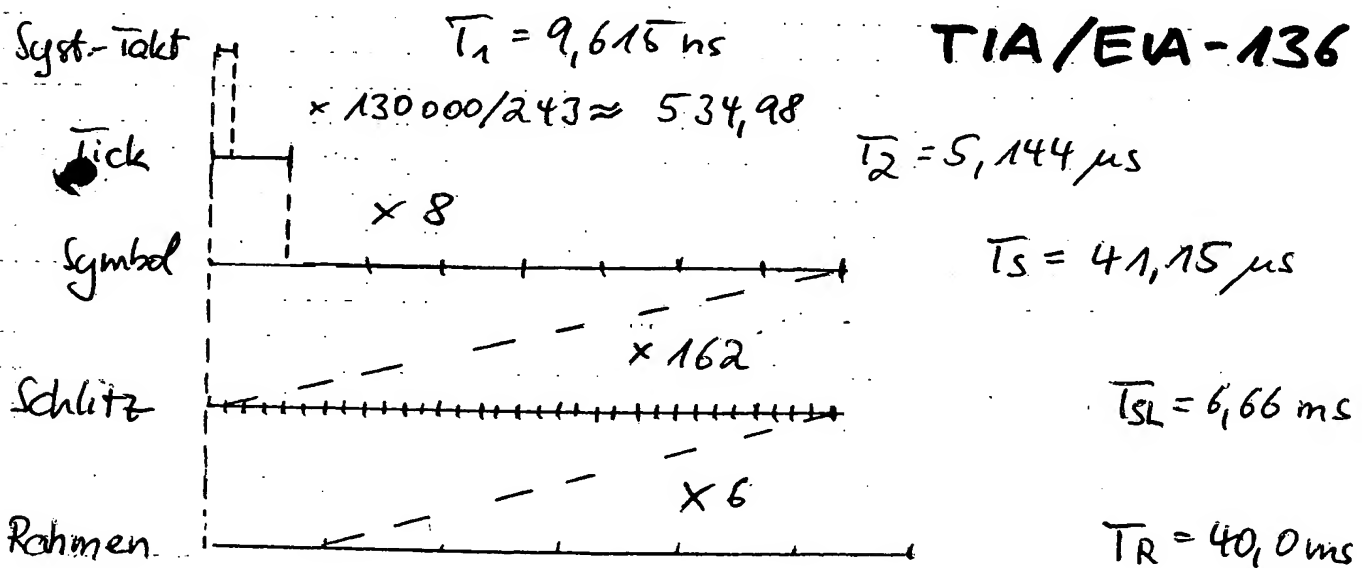 Syst-Takt T1 = 9,615 ns TIA/EIA-136
× 130000/243 ≈ 534,98
Tick T2 = 5,144 µs
× 8
Symbol TS = 41,15 µs
× 162
Schlitz TSL = 6,66 ms
× 6
Rahmen TR = 40,0 ms